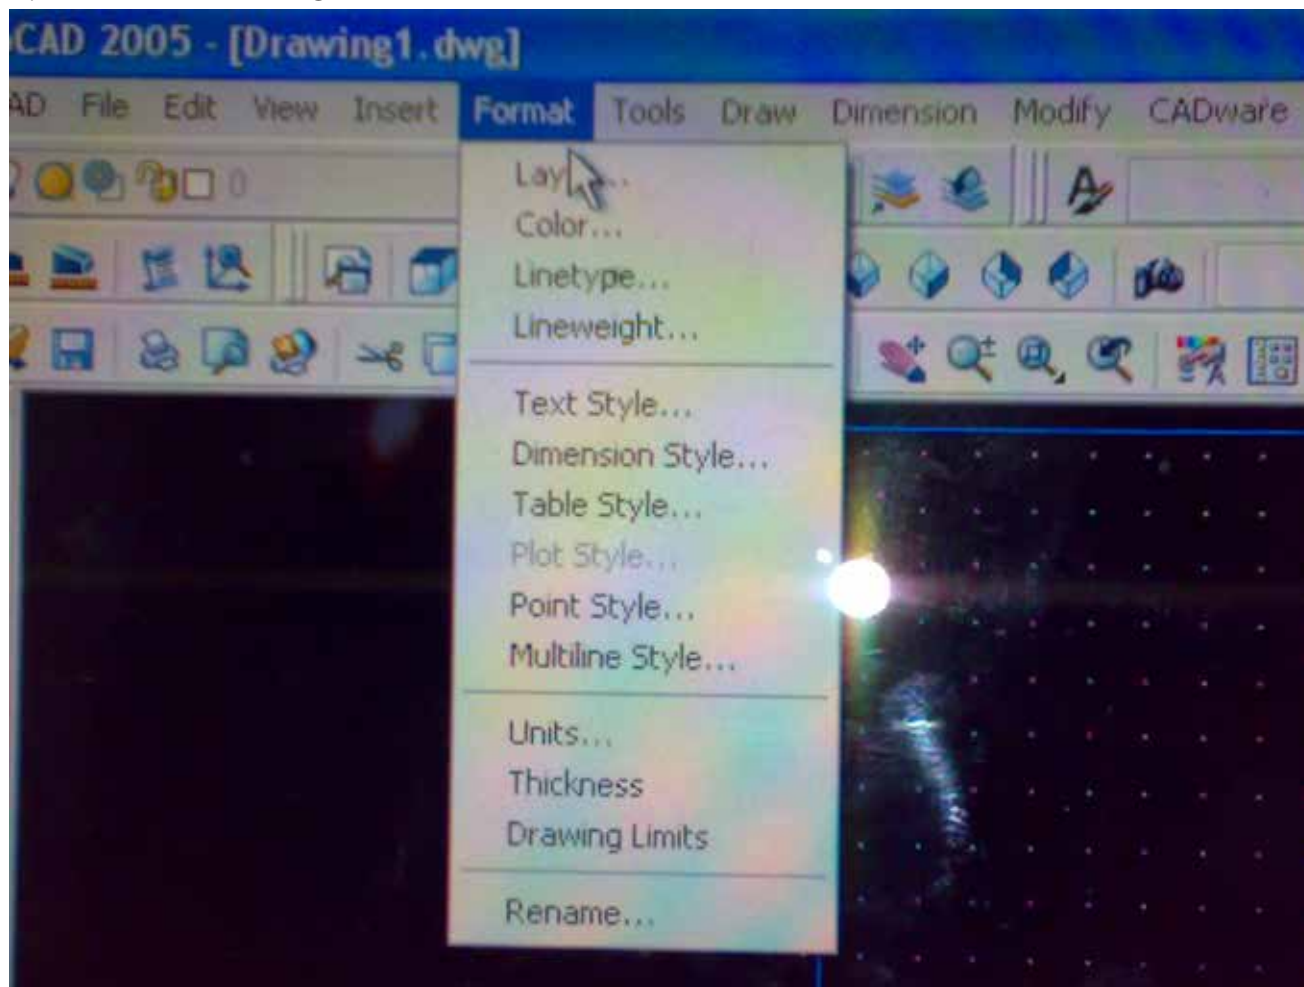 CAD 2005 - [Drawing1.dwg]
AD File Edit View Insert Format Tools Draw Dimension Modify CADware
0
Color...
Linetype...
Lineweight...
Text Style...
Dimension Style...
Table Style...
Plot Style...
Point Style...
Multiline Style...
Units...
Thickness
Drawing Limits
Rename...